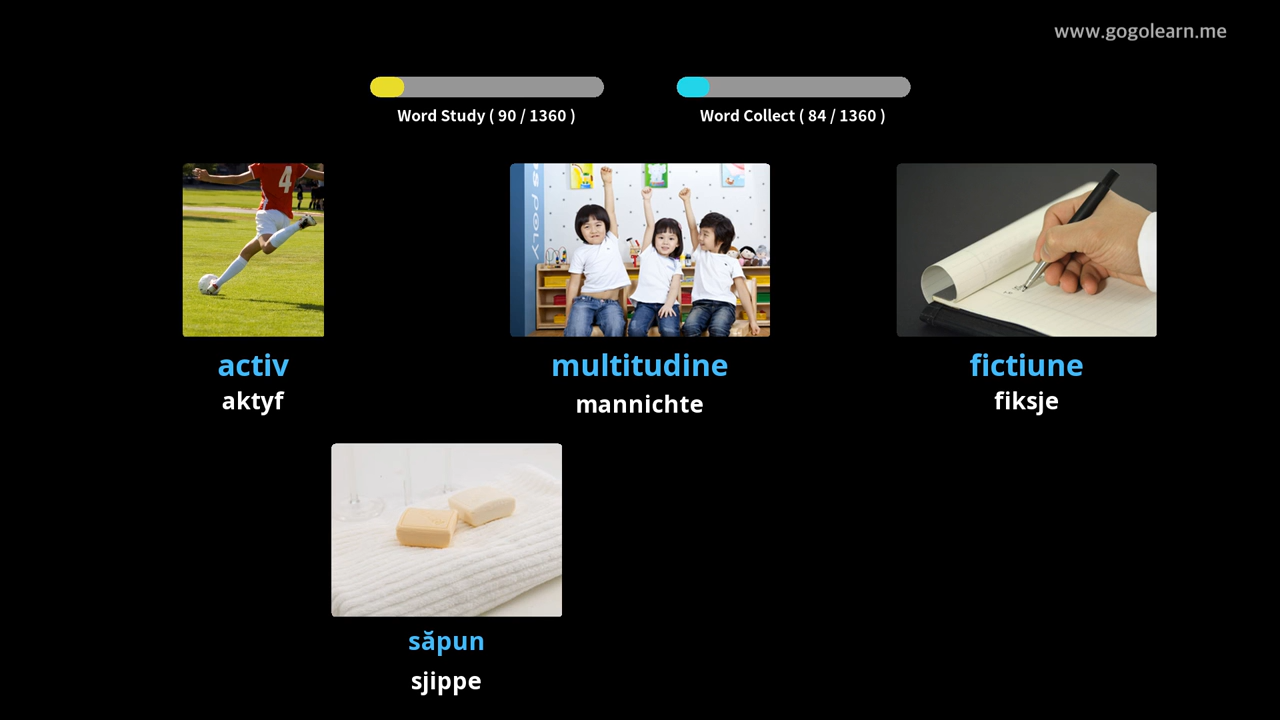 www.gogolearn.me
Word Study ( 90 / 1360 )
Word Collect ( 84 / 1360 )
4
activ
aktyf
multitudine
mannichte
fictiune
fiksje
săpun
sjippe